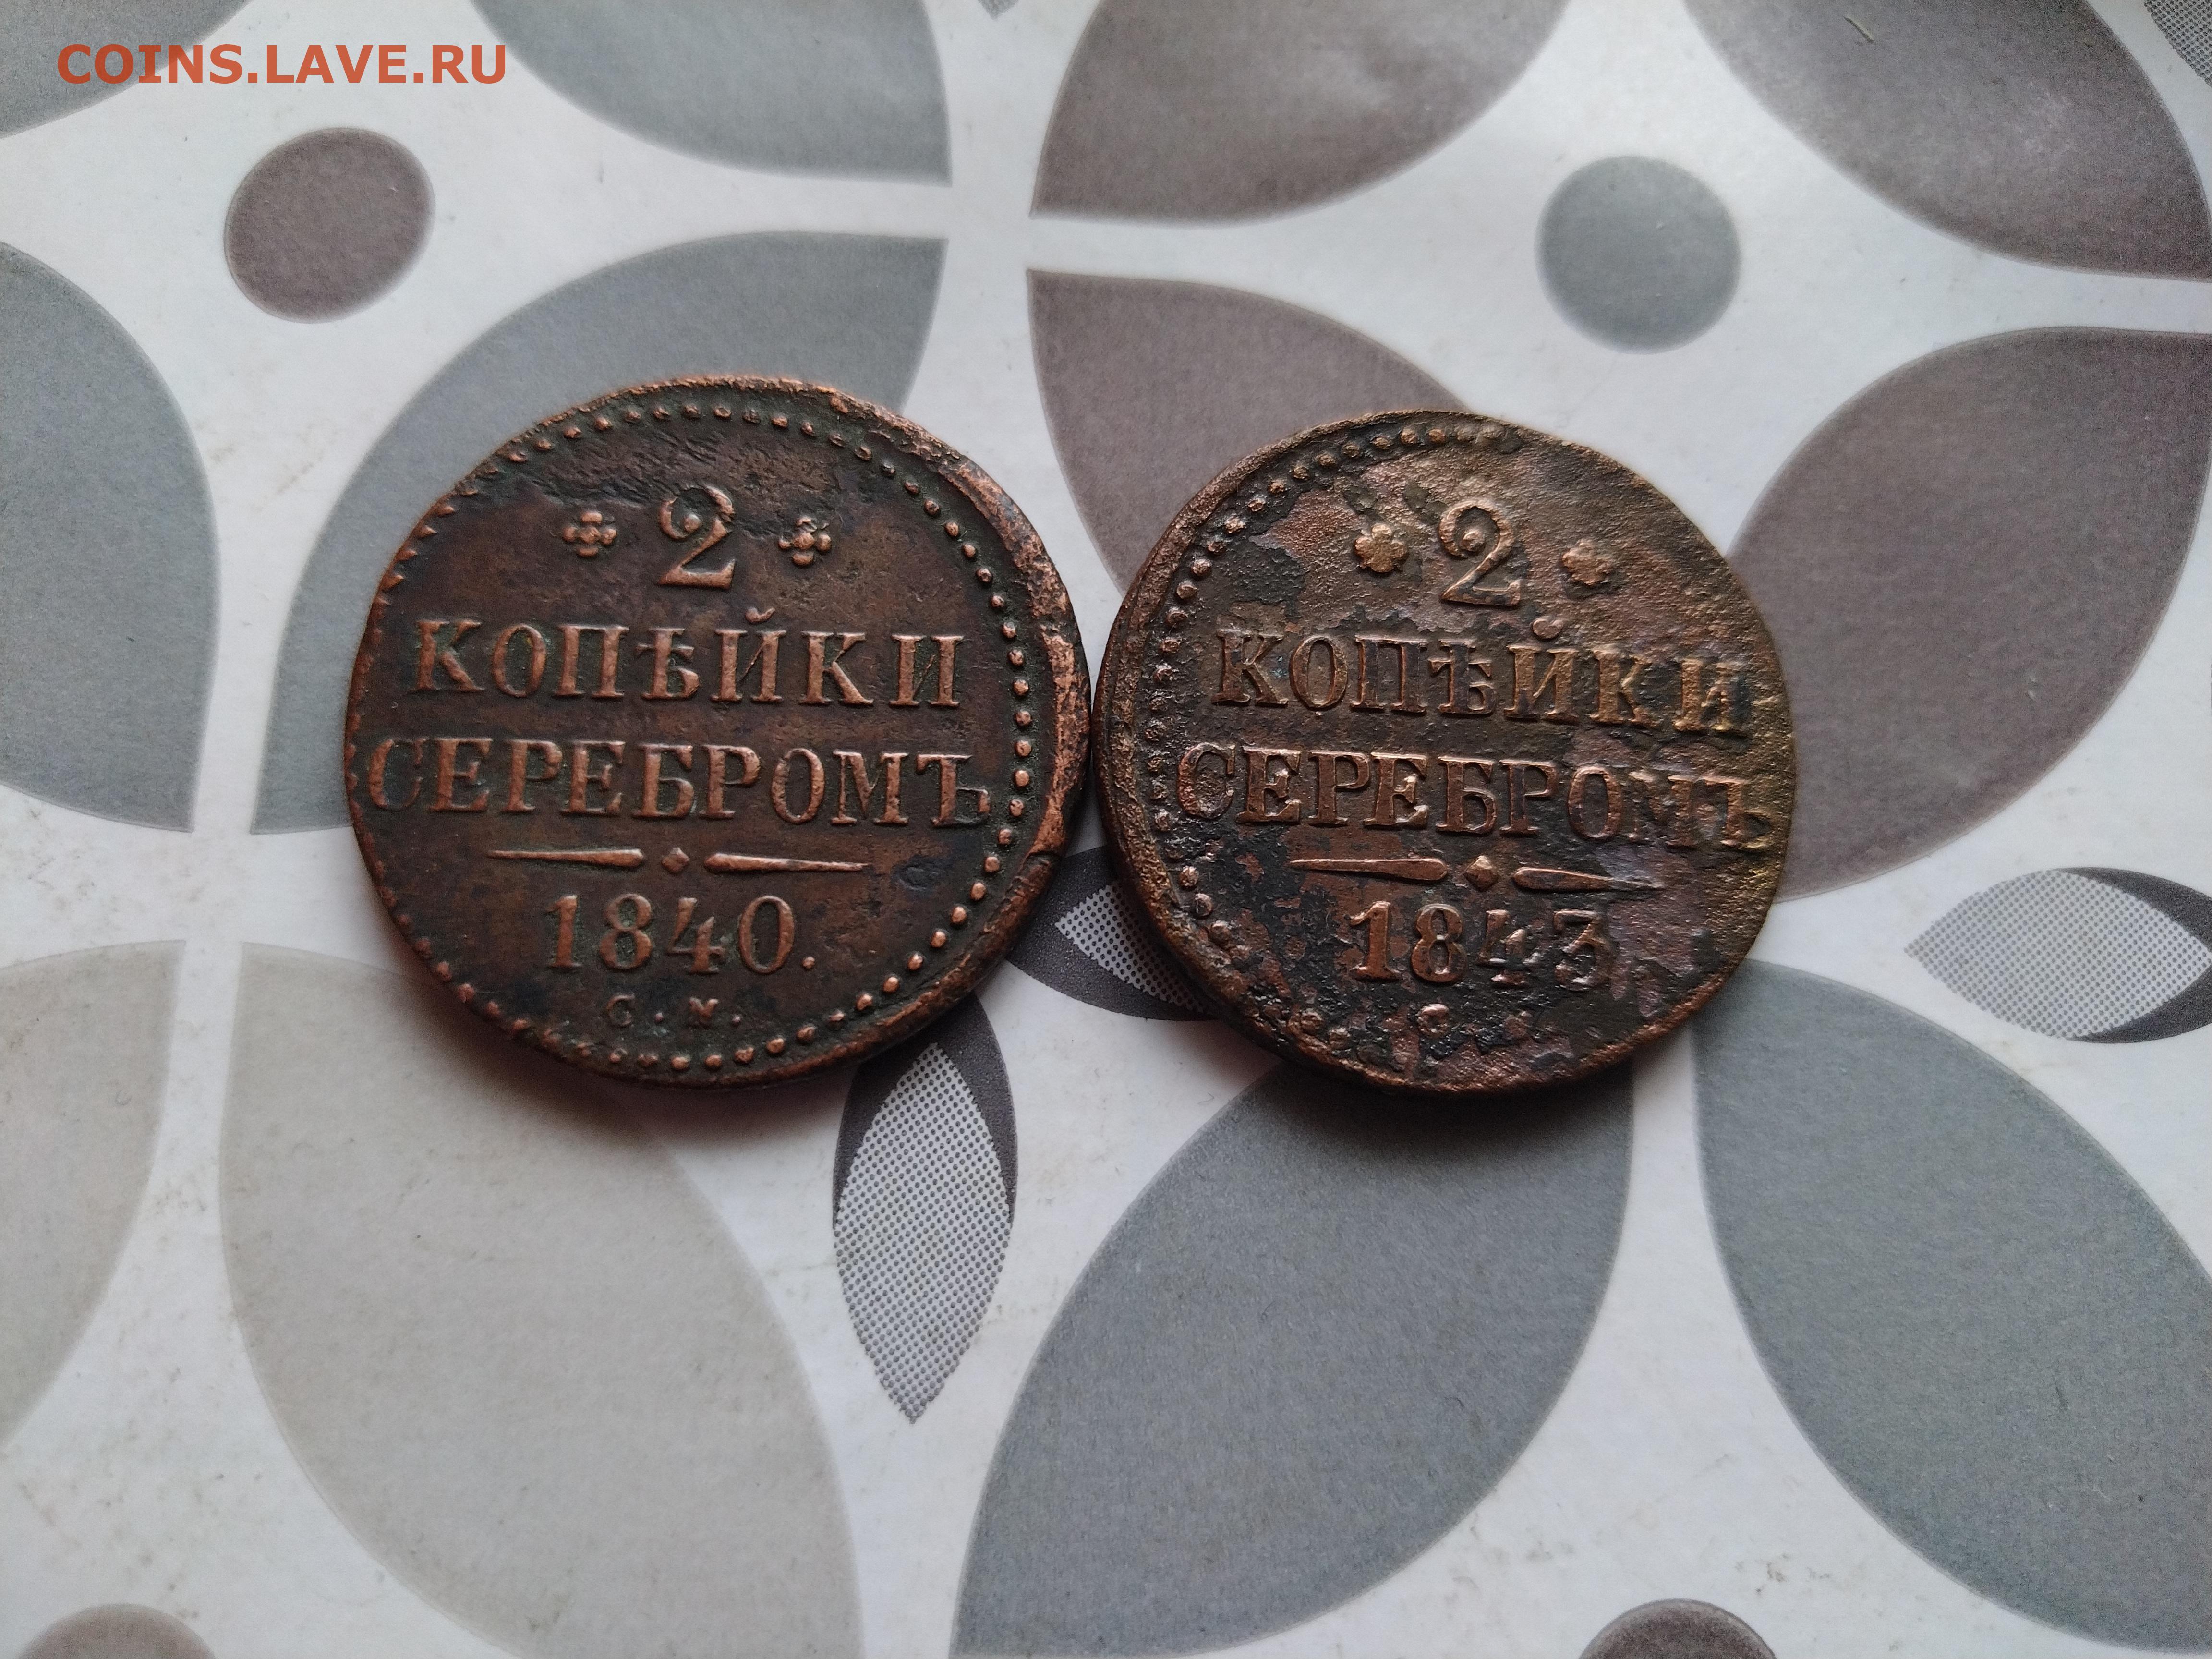 COINS.LAVE.RU
2
КОПѢЙКИ
СЕРЕБРОМЪ
1840.
С. М.
2
КОПѢЙКИ
СЕРЕБРОМЪ
1843
С